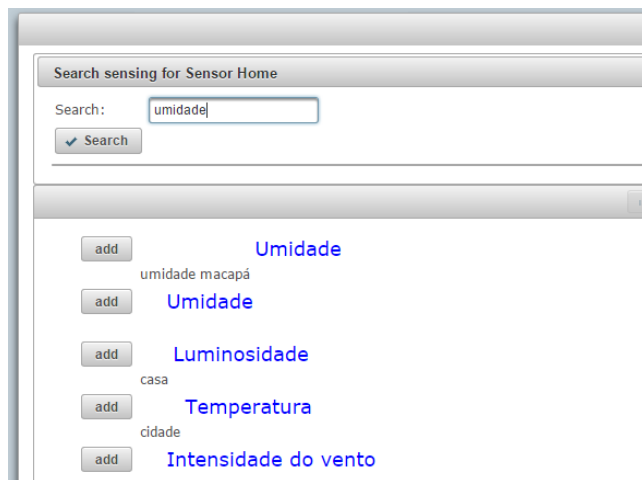 Search sensing for Sensor Home
Search: umidade
Search
add Umidade
umidade macapá
add Umidade
add Luminosidade
casa
add Temperatura
cidade
add Intensidade do vento